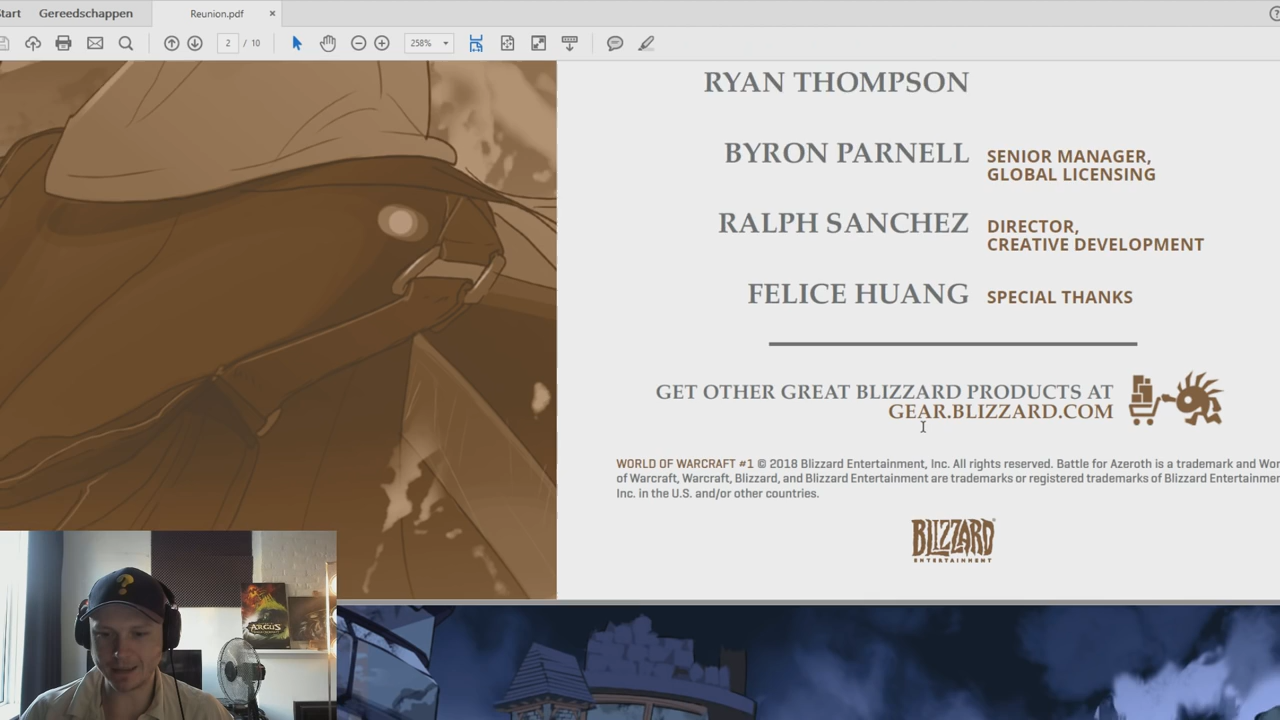 Start Gereedschappen Reunion.pdf ×
2 / 10 258%
RYAN THOMPSON
BYRON PARNELL SENIOR MANAGER,
GLOBAL LICENSING
RALPH SANCHEZ DIRECTOR,
CREATIVE DEVELOPMENT
FELICE HUANG SPECIAL THANKS
GET OTHER GREAT BLIZZARD PRODUCTS AT
GEAR.BLIZZARD.COM
WORLD OF WARCRAFT #1 © 2018 Blizzard Entertainment, Inc. All rights reserved. Battle for Azeroth is a trademark and Wor
of Warcraft, Warcraft, Blizzard, and Blizzard Entertainment are trademarks or registered trademarks of Blizzard Entertainme
Inc. in the U.S. and/or other countries.
BLIZZARD
ENTERTAINMENT
?
ARGUS